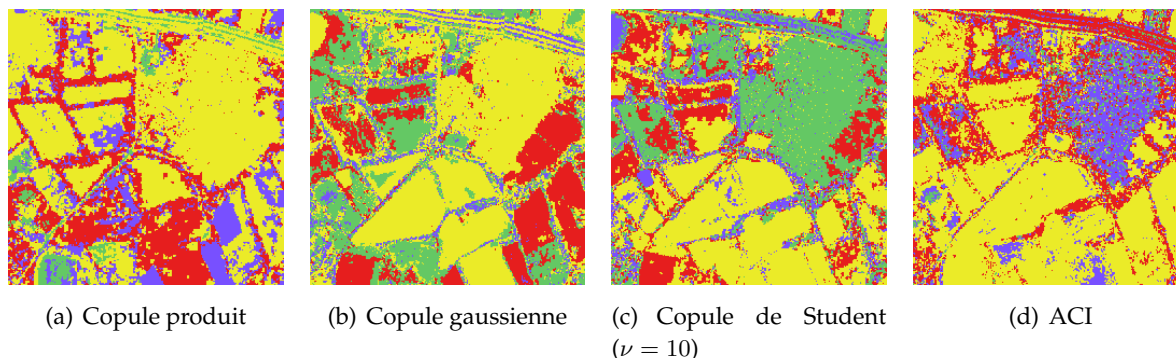 (a) Copule produit
(b) Copule gaussienne
(c) Copule de Student
(ν = 10)
(d) ACI